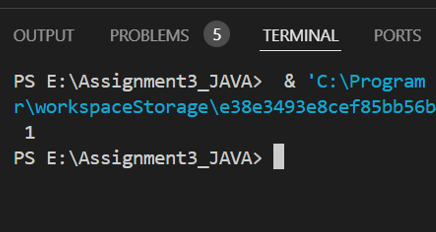 OUTPUT PROBLEMS 5 TERMINAL PORTS
PS E:\Assignment3_JAVA>  & 'C:\Program
r\workspaceStorage\e38e3493e8cef85bb56b
 1
PS E:\Assignment3_JAVA>